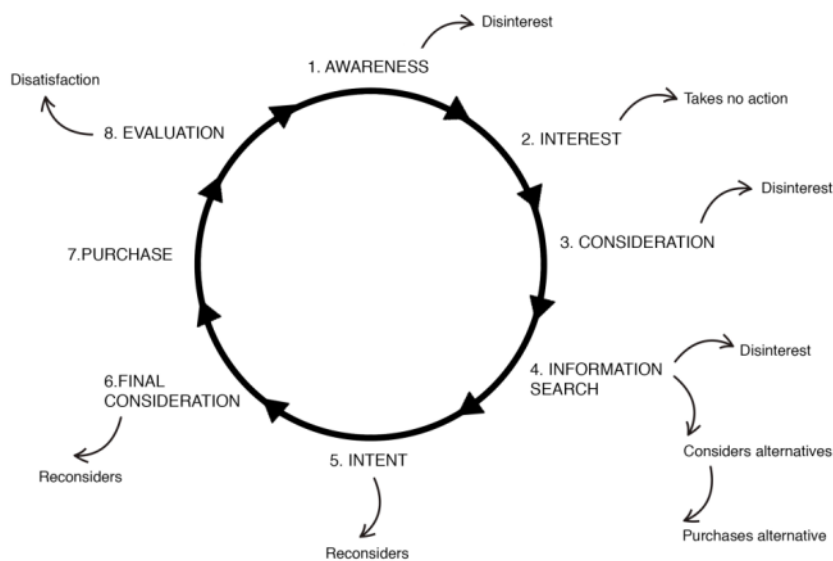 Disinterest
1. AWARENESS
Disatisfaction
8. EVALUATION
Takes no action
2. INTEREST
Disinterest
3. CONSIDERATION
7.PURCHASE
Disinterest
4. INFORMATION
SEARCH
6.FINAL
CONSIDERATION
Considers alternatives
5. INTENT
Reconsiders
Purchases alternative
Reconsiders